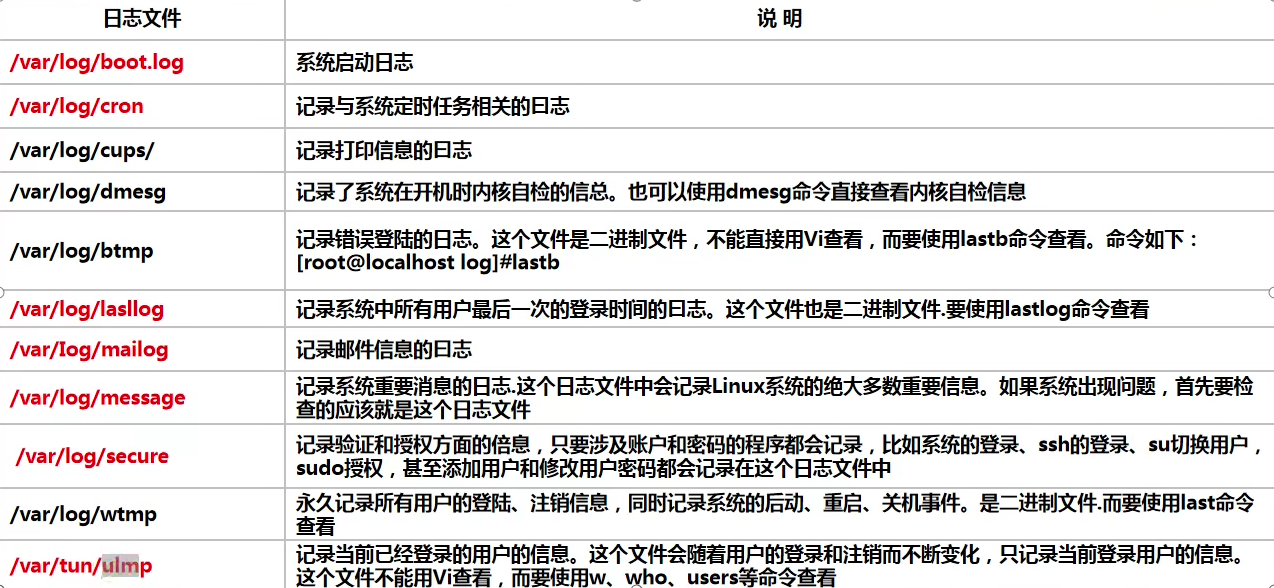 日志文件 说 明
/var/log/boot.log 系统启动日志
/var/log/cron 记录与系统定时任务相关的曰志
/var/log/cups/ 记录打印信息的曰志
/var/log/dmesg 记录了系统在开机时内核自检的信总。也可以使用dmesg命令直接查看内核自检信息
/var/log/btmp 记录错误登陆的日志。这个文件是二进制文件，不能直接用Vi查看，而要使用lastb命令查看。命令如下：
[root@localhost log]#lastb
/var/log/lasllog 记录系统中所有用户最后一次的登录时间的曰志。这个文件也是二进制文件.要使用lastlog命令查看
/var/Iog/mailog 记录邮件信息的曰志
/var/log/message 记录系统重要消息的日志.这个日志文件中会记录Linux系统的绝大多数重要信息。如果系统出现问题，首先要检
查的应该就是这个日志文件
/var/log/secure 记录验证和授权方面的倍息，只要涉及账户和密码的程序都会记录，比如系统的登录、ssh的登录、su切换用户，
sudo授权，甚至添加用户和修改用户密码都会记录在这个日志文件中
/var/log/wtmp 永久记录所有用户的登陆、注销信息，同时记录系统的后动、重启、关机事件。是二进制文件.而要使用last命令
查看
/var/tun/ulmp 记录当前已经登录的用户的信息。这个文件会随着用户的登录和注销而不断变化，只记录当前登录用户的信息。
这个文件不能用Vi查看，而要使用w、who、users等命令查看